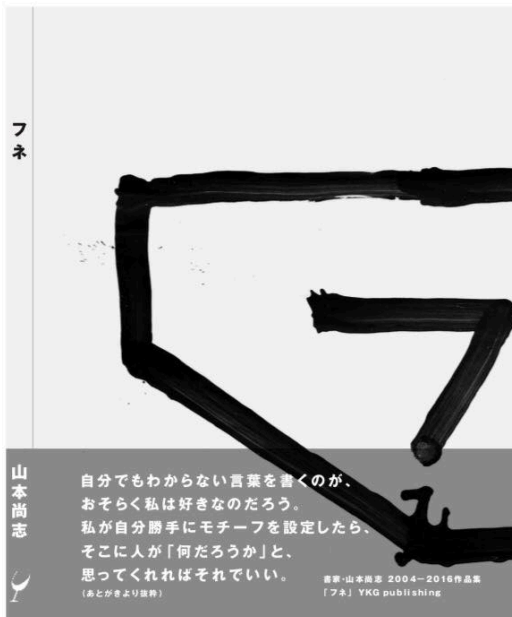 フネ
山本尚志
自分でもわからない言葉を書くのが、
おそらく私は好きなのだろう。
私が自分勝手にモチーフを設定したら、
そこに人が「何だろうか」と、
思ってくれればそれでいい。
(あとがきより抜粋)
書家・山本尚志 2004−2016作品集
「フネ」 YKG publishing